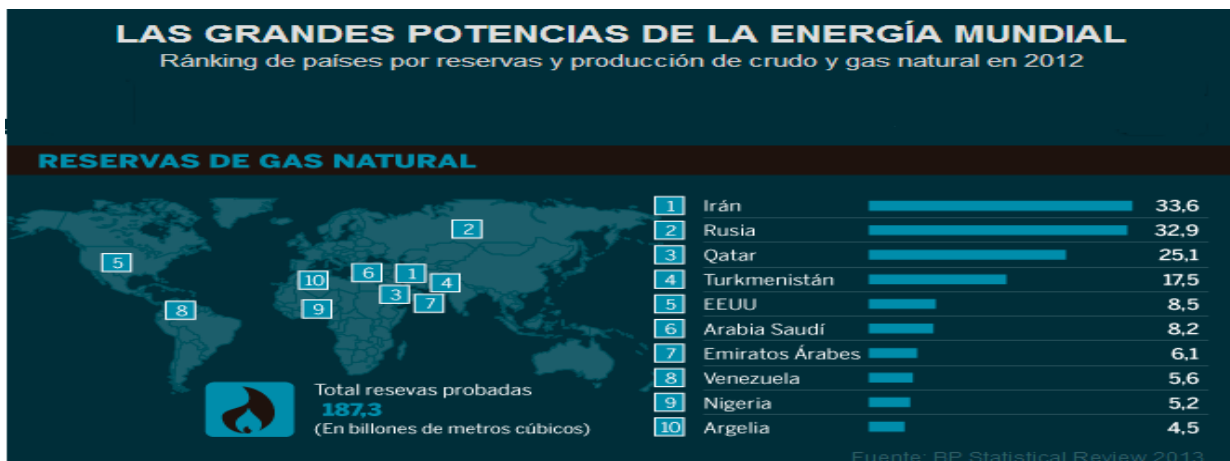 LAS GRANDES POTENCIAS DE LA ENERGÍA MUNDIAL
Ránking de países por reservas y producción de crudo y gas natural en 2012
RESERVAS DE GAS NATURAL
1 Irán 33,6
2 Rusia 32,9
3 Qatar 25,1
4 Turkmenistán 17,5
5 EEUU 8,5
6 Arabia Saudí 8,2
7 Emiratos Árabes 6,1
8 Venezuela 5,6
9 Nigeria 5,2
10 Argelia 4,5
2
5
10
6
1
4
3
7
8
9
Total resevas probadas
187,3
(En billones de metros cúbicos)
Fuente: BP Statistical Review 2013